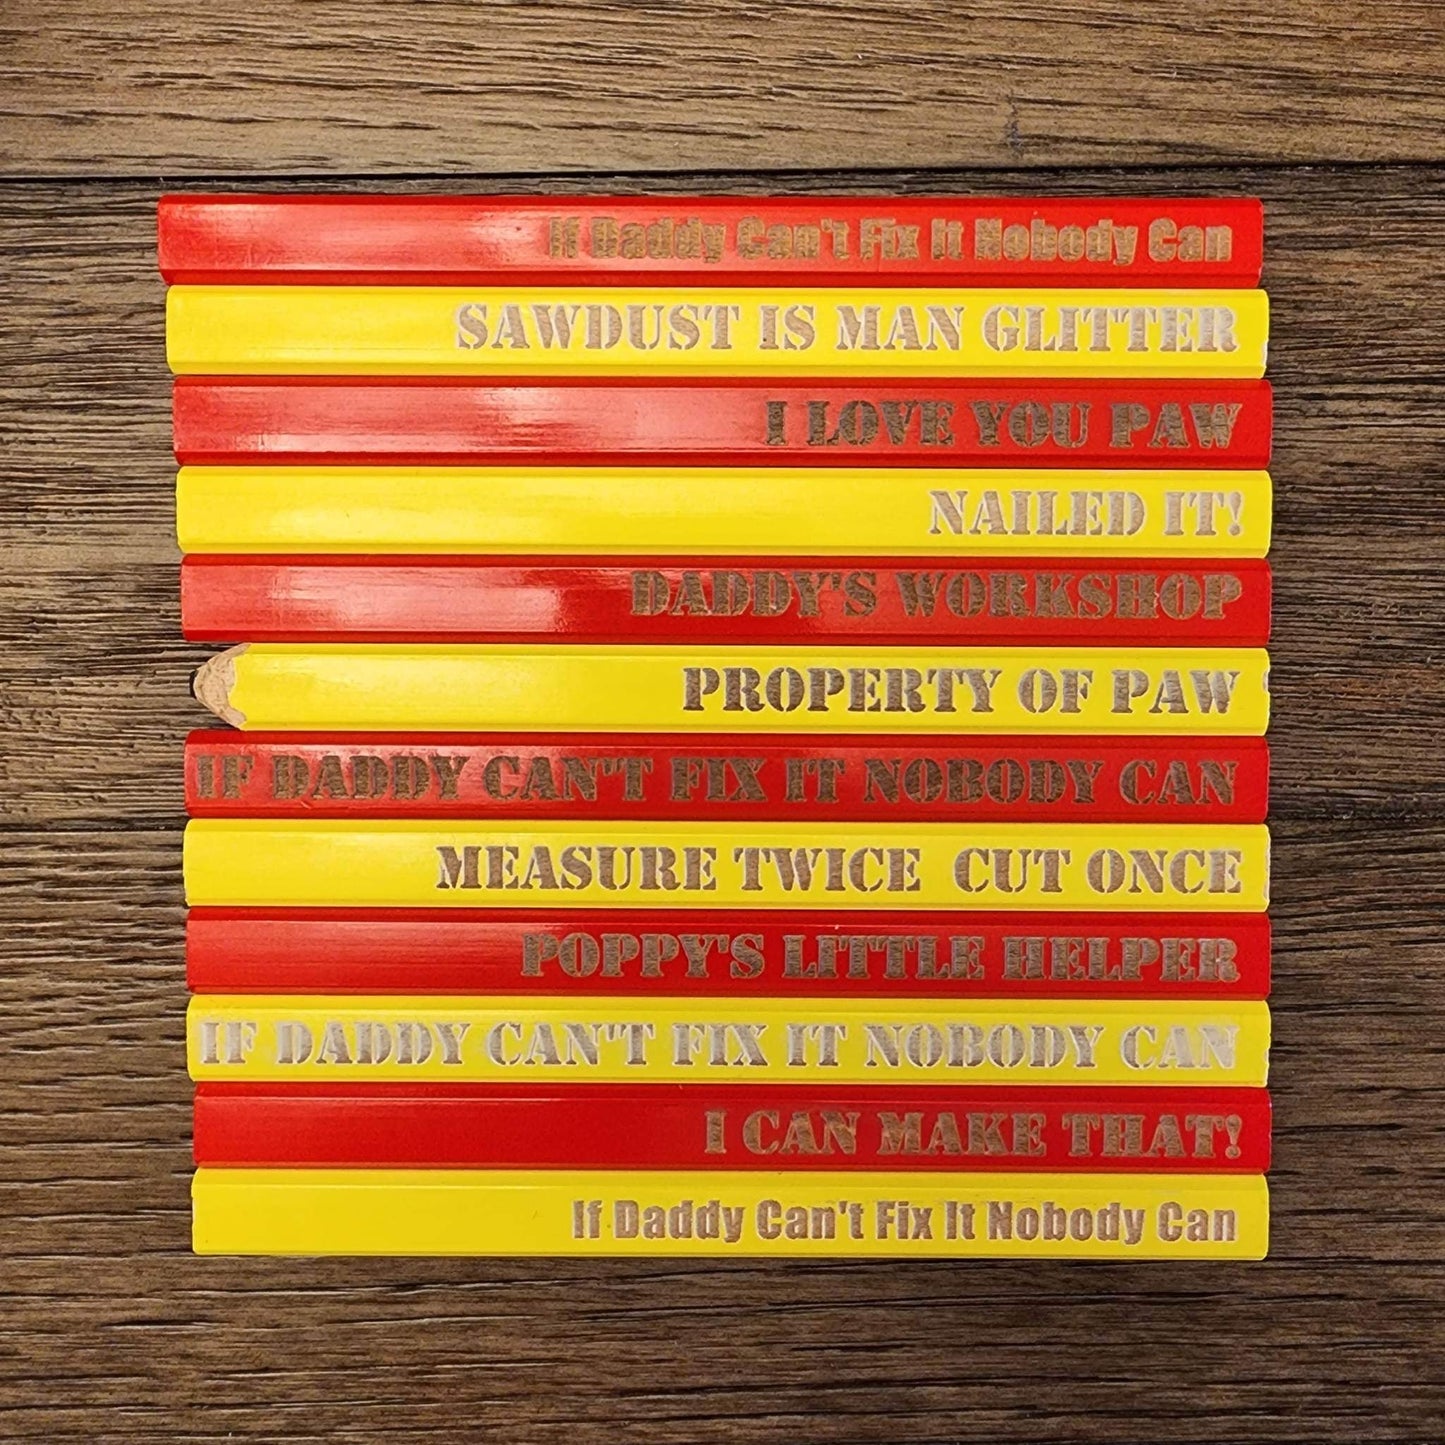 If Daddy Can't Fix It Nobody Can
SAWDUST IS MAN GLITTER
I LOVE YOU PAW
NAILED IT!
DADDY'S WORKSHOP
PROPERTY OF PAW
IF DADDY CAN'T FIX IT NOBODY CAN
MEASURE TWICE CUT ONCE
POPPY'S LITTLE HELPER
IF DADDY CAN'T FIX IT NOBODY CAN
I CAN MAKE THAT!
If Daddy Can't Fix It Nobody Can